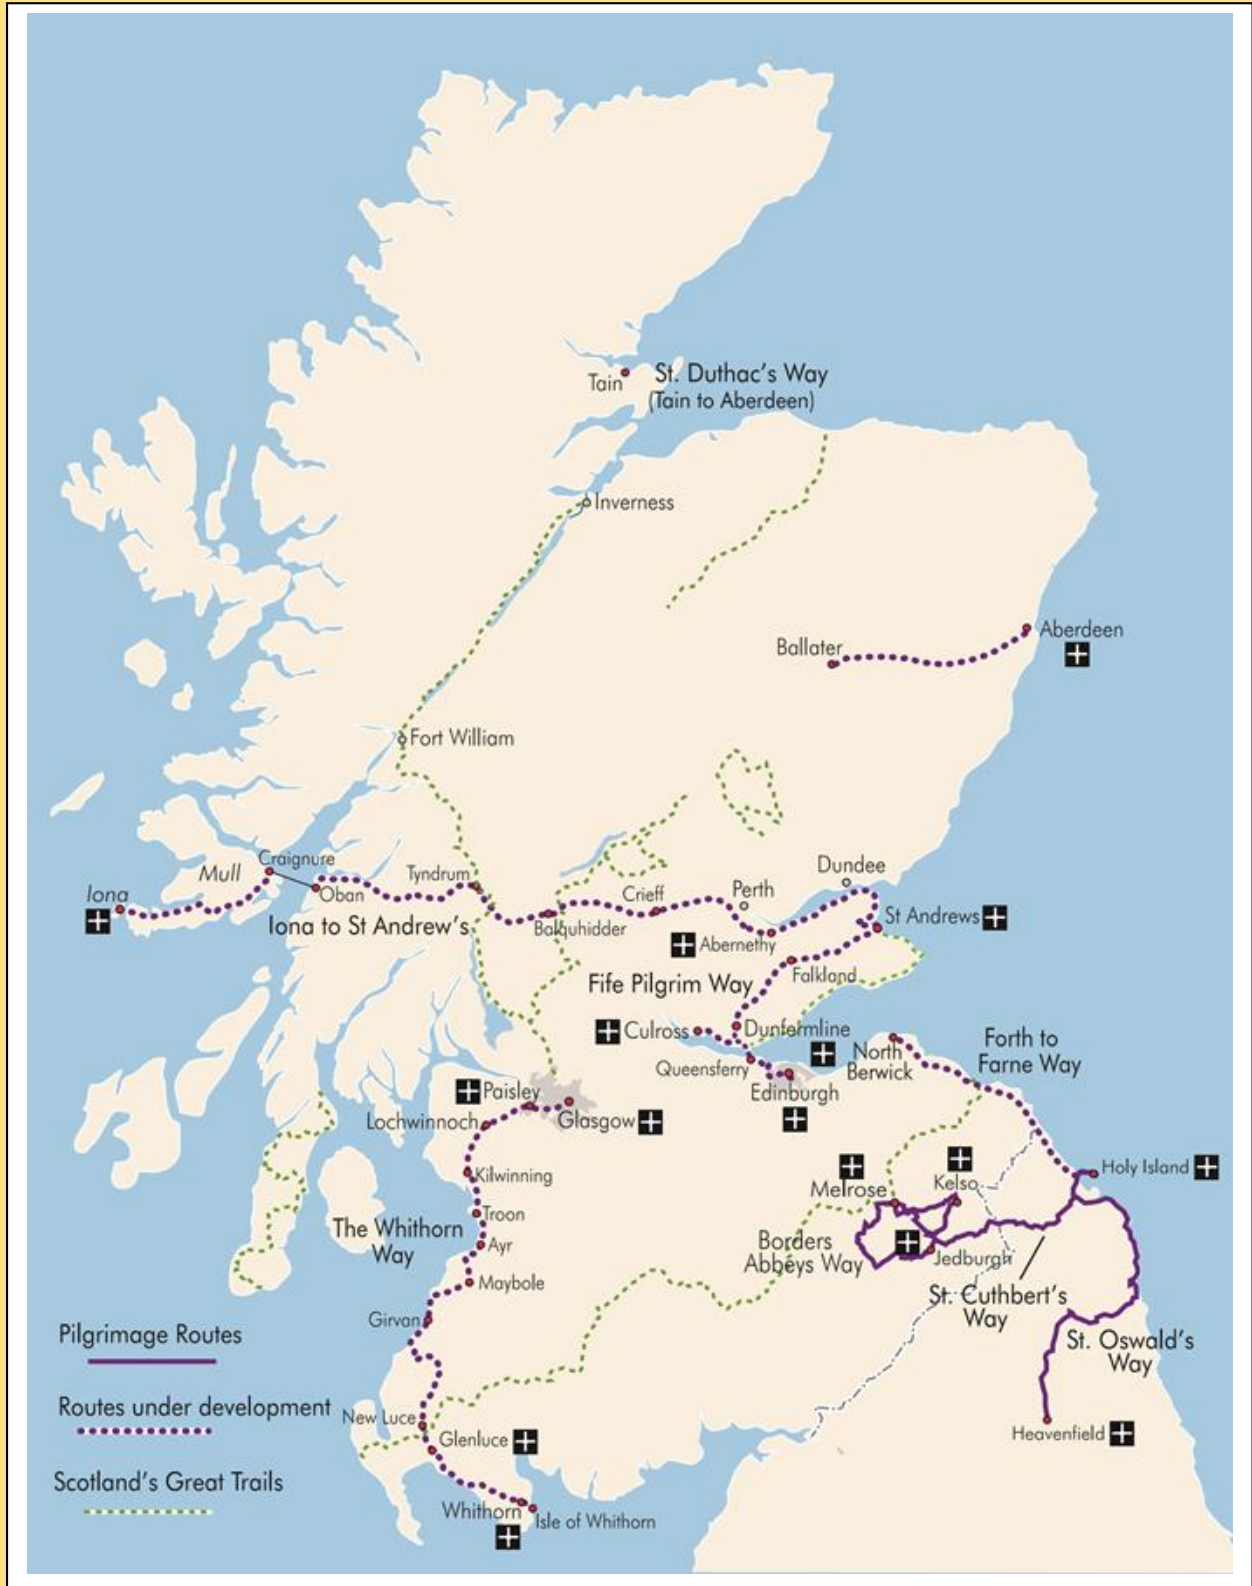 Tain
St. Duthac's Way
(Tain to Aberdeen)
Inverness
Aberdeen
Ballater
Fort William
Dundee
Craignure
Mull
Tyndrum
Iona
Oban
Crieff
Perth
St Andrews
Iona to St Andrew's
Balquhidder
Abernethy
Falkland
Fife Pilgrim Way
Culross
Dunfermline
Forth to
Farne Way
North
Berwick
Queensferry
Edinburgh
Paisley
Lochwinnoch
Glasgow
Holy Island
Kilwinning
Melrose
Kelso
Troon
The Whithorn
Way
Ayr
Borders
Abbeys Way
Jedburgh
Maybole
St. Cuthbert's
Way
Girvan
St. Oswald's
Way
Pilgrimage Routes
Routes under development
New Luce
Glenluce
Heavenfield
Scotland's Great Trails
Whithorn
Isle of Whithorn